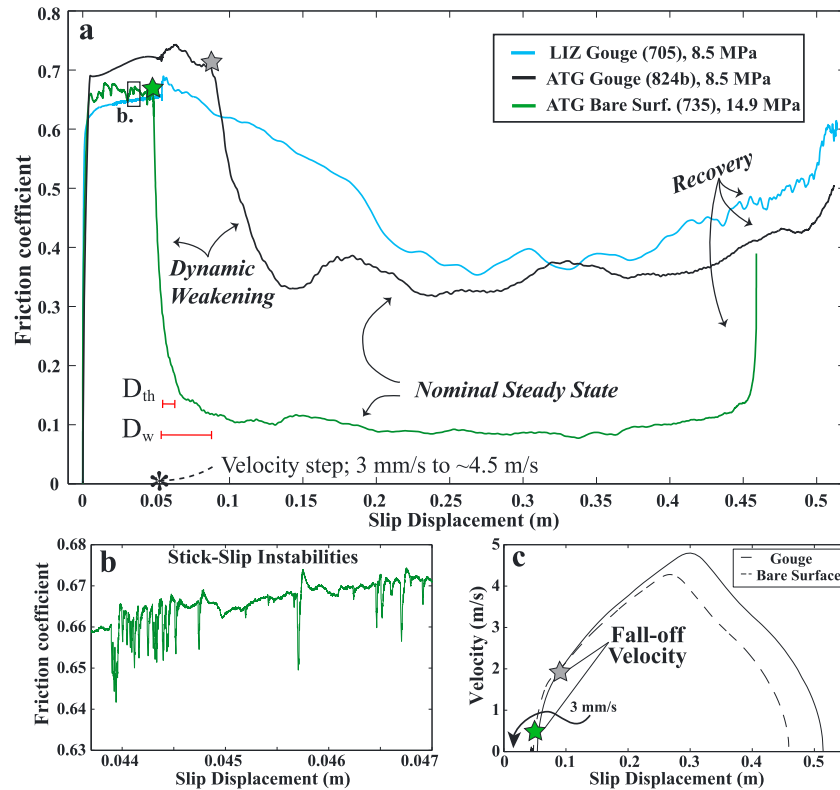 a
LIZ Gouge (705), 8.5 MPa
ATG Gouge (824b), 8.5 MPa
ATG Bare Surf. (735), 14.9 MPa
0.8
0.7
0.6
0.5
0.4
0.3
0.2
0.1
0
Friction coefficient
b.
Dynamic
Weakening
Recovery
Nominal Steady State
Dth
Dw
Velocity step; 3 mm/s to ~4.5 m/s
0 0.05 0.1 0.15 0.2 0.25 0.3 0.35 0.4 0.45 0.5
Slip Displacement (m)
b
Stick-Slip Instabilities
0.68
0.67
0.66
0.65
0.64
0.63
Friction coefficient
0.044 0.045 0.046 0.047
Slip Displacement (m)
c
Gouge
Bare Surface
5
4
3
2
1
0
Velocity (m/s)
Fall-off
Velocity
3 mm/s
0 0.1 0.2 0.3 0.4 0.5 0.6
Slip Displacement (m)